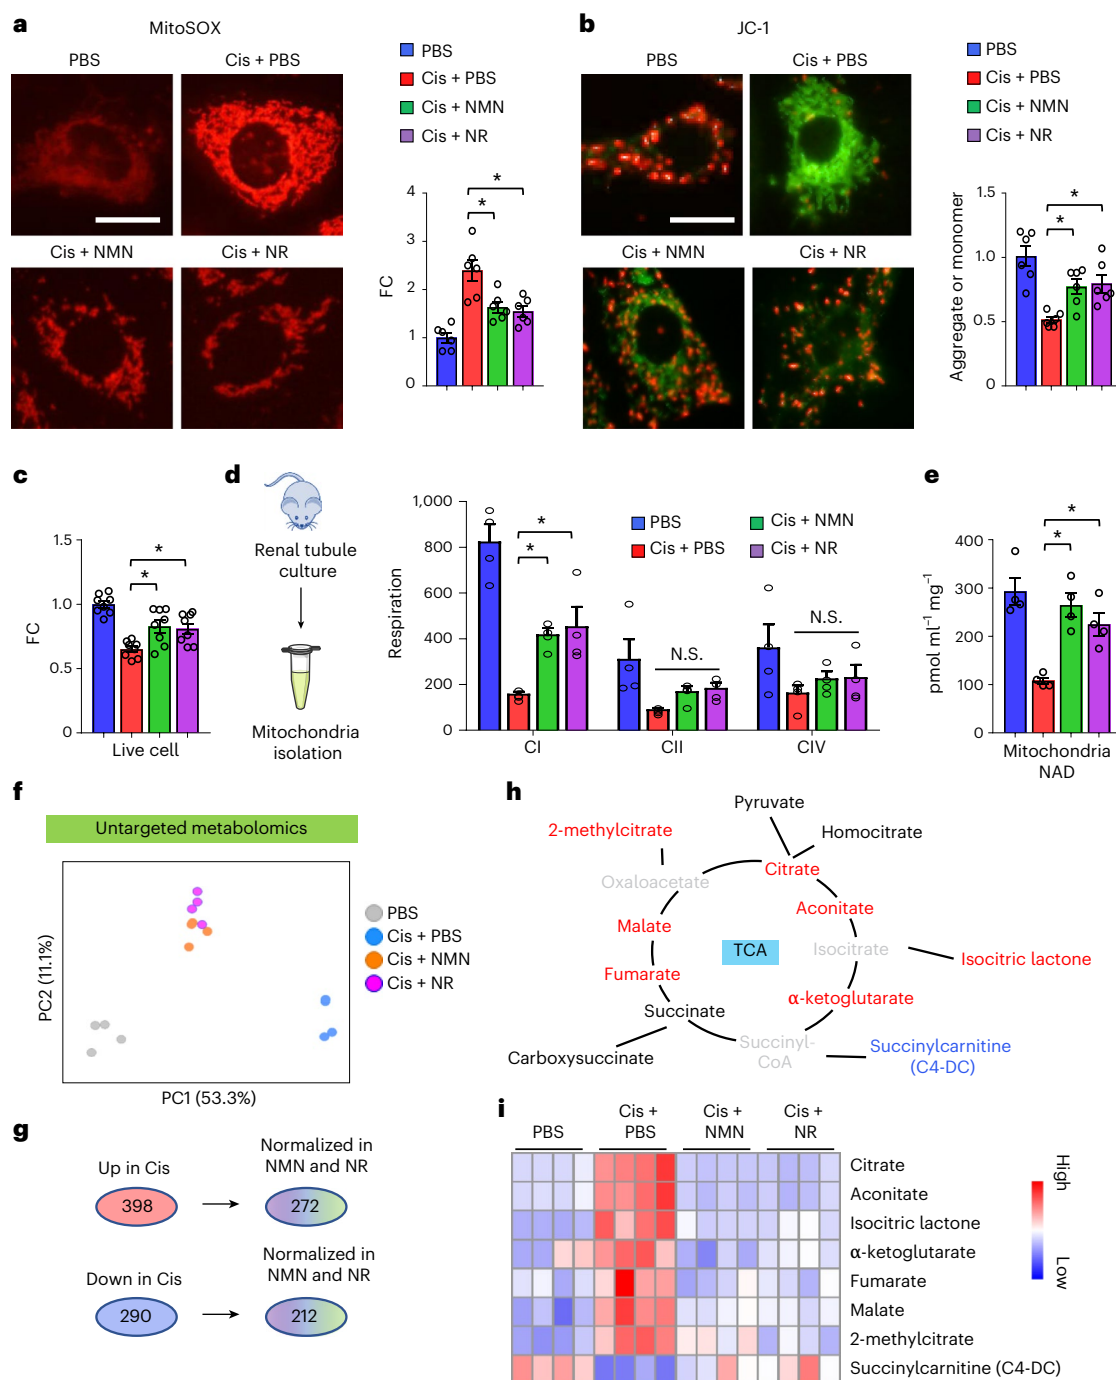 a
MitoSOX
PBS
Cis + PBS
Cis + NMN
Cis + NR
PBS
Cis + PBS
Cis + NMN
Cis + NR
FC
4
3
2
1
0
*
*
b
JC-1
PBS
Cis + PBS
Cis + NMN
Cis + NR
PBS
Cis + PBS
Cis + NMN
Cis + NR
Aggregate or monomer
1.5
1.0
0.5
0
*
*
c
FC
1.5
1.0
0.5
0
*
*
Live cell
d
Renal tubule
culture
Mitochondria
isolation
Respiration
1,000
800
600
400
200
0
PBS
Cis + PBS
Cis + NMN
Cis + NR
*
*
N.S.
N.S.
CI
CII
CIV
e
pmol ml⁻¹ mg⁻¹
400
300
200
100
0
*
*
Mitochondria
NAD
f
Untargeted metabolomics
PC2 (11.1%)
PC1 (53.3%)
PBS
Cis + PBS
Cis + NMN
Cis + NR
g
Up in Cis
398
Normalized in
NMN and NR
272
Down in Cis
290
Normalized in
NMN and NR
212
h
Pyruvate
2-methylcitrate
Homocitrate
Citrate
Oxaloacetate
Aconitate
Malate
TCA
Isocitrate
Isocitric lactone
Fumarate
α-ketoglutarate
Succinate
Carboxysuccinate
Succinyl-
CoA
Succinylcarnitine
(C4-DC)
i
PBS
Cis +
PBS
Cis +
NMN
Cis +
NR
Citrate
Aconitate
Isocitric lactone
α-ketoglutarate
Fumarate
Malate
2-methylcitrate
Succinylcarnitine (C4-DC)
High
Low